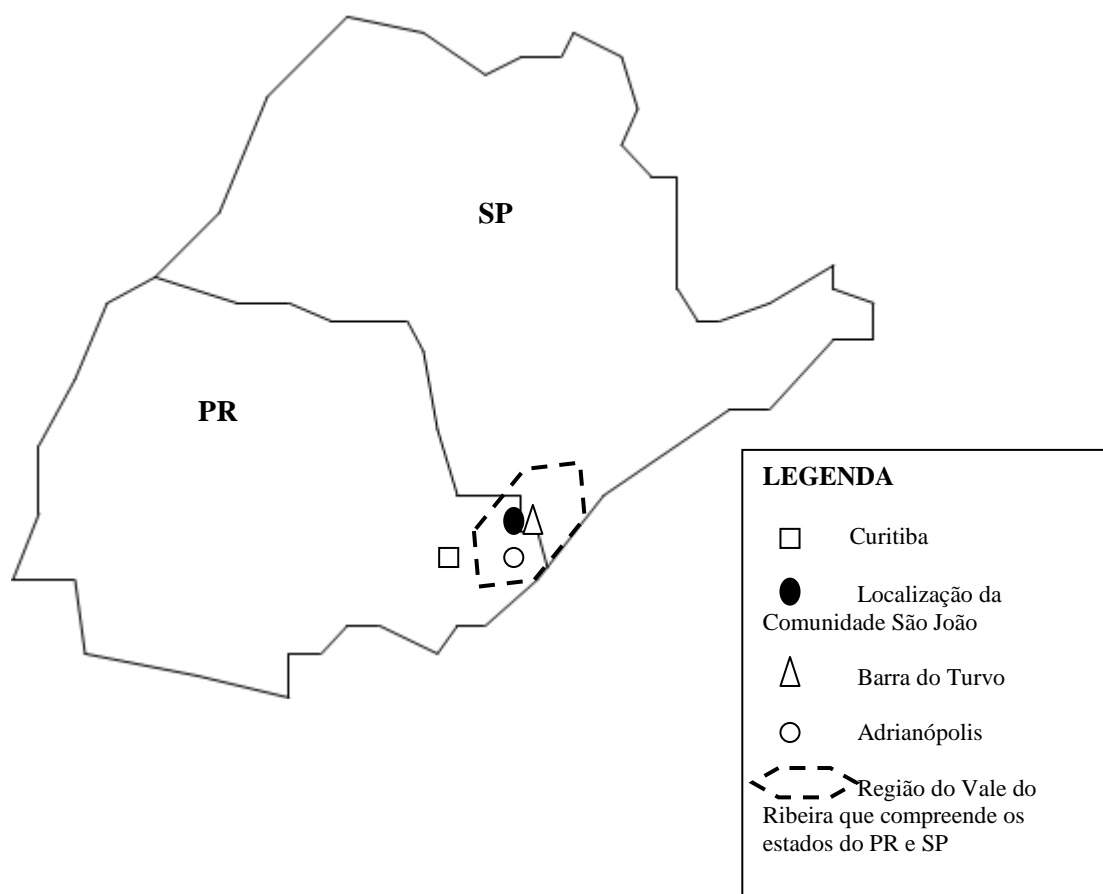 SP
PR
LEGENDA
Curitiba
Localização da
Comunidade São João
Barra do Turvo
Adrianópolis
Região do Vale do
Ribeira que compreende os
estados do PR e SP